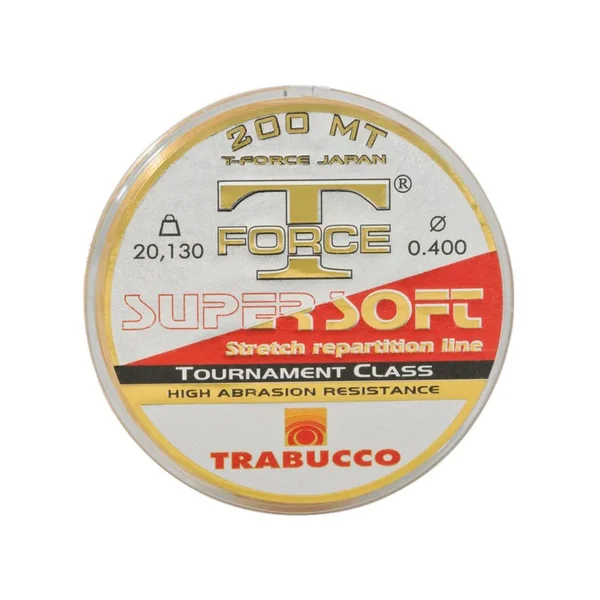 200 MT
T-FORCE JAPAN
T ®
FORCE
20,130
Ø
0.400
SUPER SOFT
Stretch repartition line
TOURNAMENT CLASS
HIGH ABRASION RESISTANCE
TRABUCCO